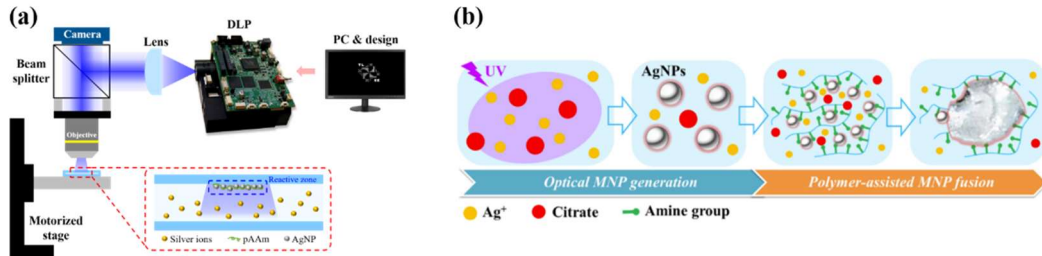 (a)
Camera
Lens
DLP
PC & design
Beam
splitter
Objective
Reactive zone
Motorized
stage
Silver ions pAAm AgNP
(b)
UV
AgNPs
Optical MNP generation
Polymer-assisted MNP fusion
Ag⁺ Citrate Amine group